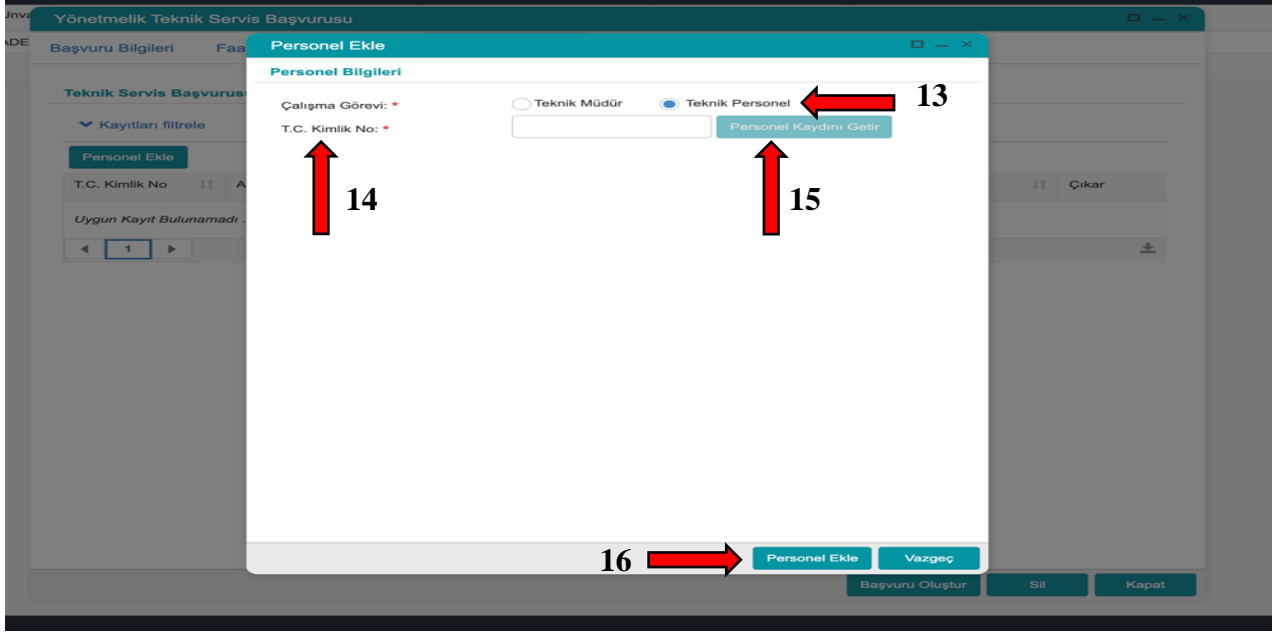 Yönetmelik Teknik Servis Başvurusu
Başvuru Bilgileri
Personel Ekle
Personel Bilgileri
Teknik Servis
Çalışma Görevi: *
Teknik Müdür
Teknik Personel
13
Kayıtları filtrele
T.C. Kimlik No: *
Personel Kaydını Getir
Personel Ekle
14
15
T.C. Kimlik No
Çıkar
Uygun Kayıt Bulunamadı .
1
16
Personel Ekle
Vazgeç
Başvuru Oluştur
Sil
Kapat